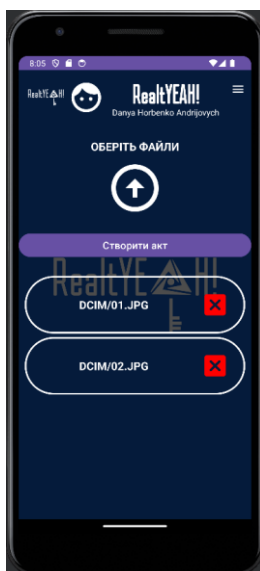 8:05
RealtYEAH!
RealtYEAH!
Danya Horbenko Andrijovych
ОБЕРІТЬ ФАЙЛИ
Створити акт
RealtYEAH!
DCIM/01.JPG
DCIM/02.JPG